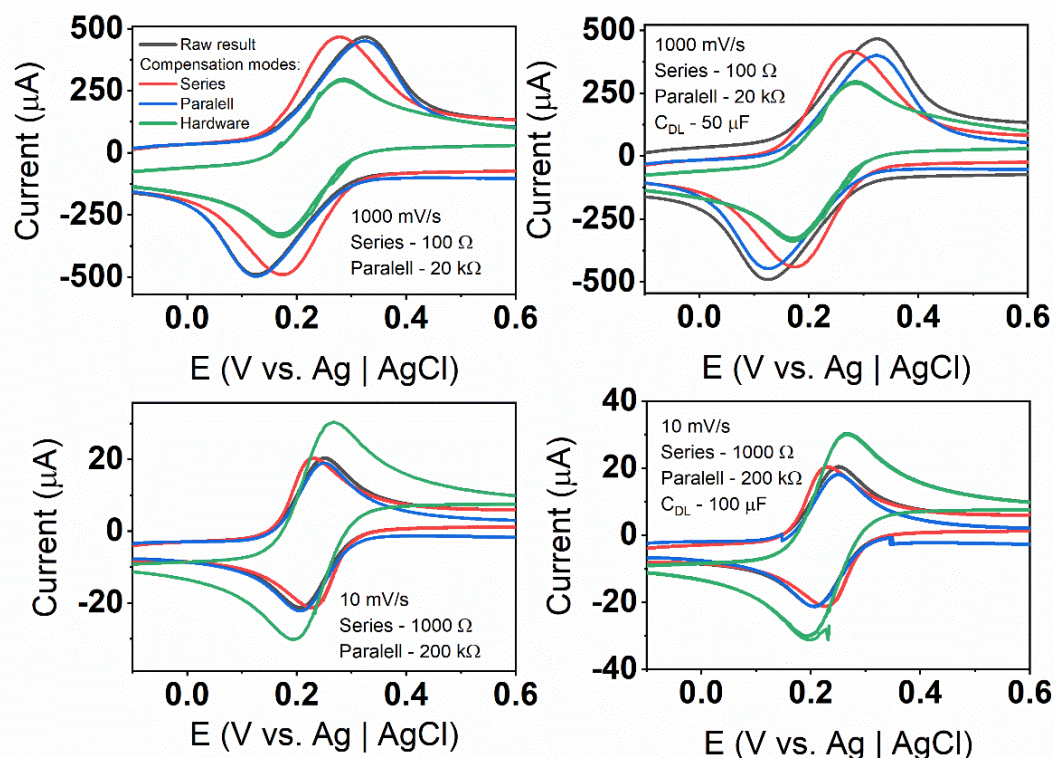 500
250
0
-250
-500
Current (µA)
Raw result
Compensation modes:
Series
Paralell
Hardware
1000 mV/s
Series - 100 Ω
Paralell - 20 kΩ
0.0
0.2
0.4
0.6
E (V vs. Ag | AgCl)
500
250
0
-250
-500
Current (µA)
1000 mV/s
Series - 100 Ω
Paralell - 20 kΩ
C_DL - 50 µF
0.0
0.2
0.4
0.6
E (V vs. Ag | AgCl)
20
0
-20
Current (µA)
10 mV/s
Series - 1000 Ω
Paralell - 200 kΩ
0.0
0.2
0.4
0.6
E (V vs. Ag | AgCl)
40
20
0
-20
-40
Current (µA)
10 mV/s
Series - 1000 Ω
Paralell - 200 kΩ
C_DL - 100 µF
0.0
0.2
0.4
0.6
E (V vs. Ag | AgCl)